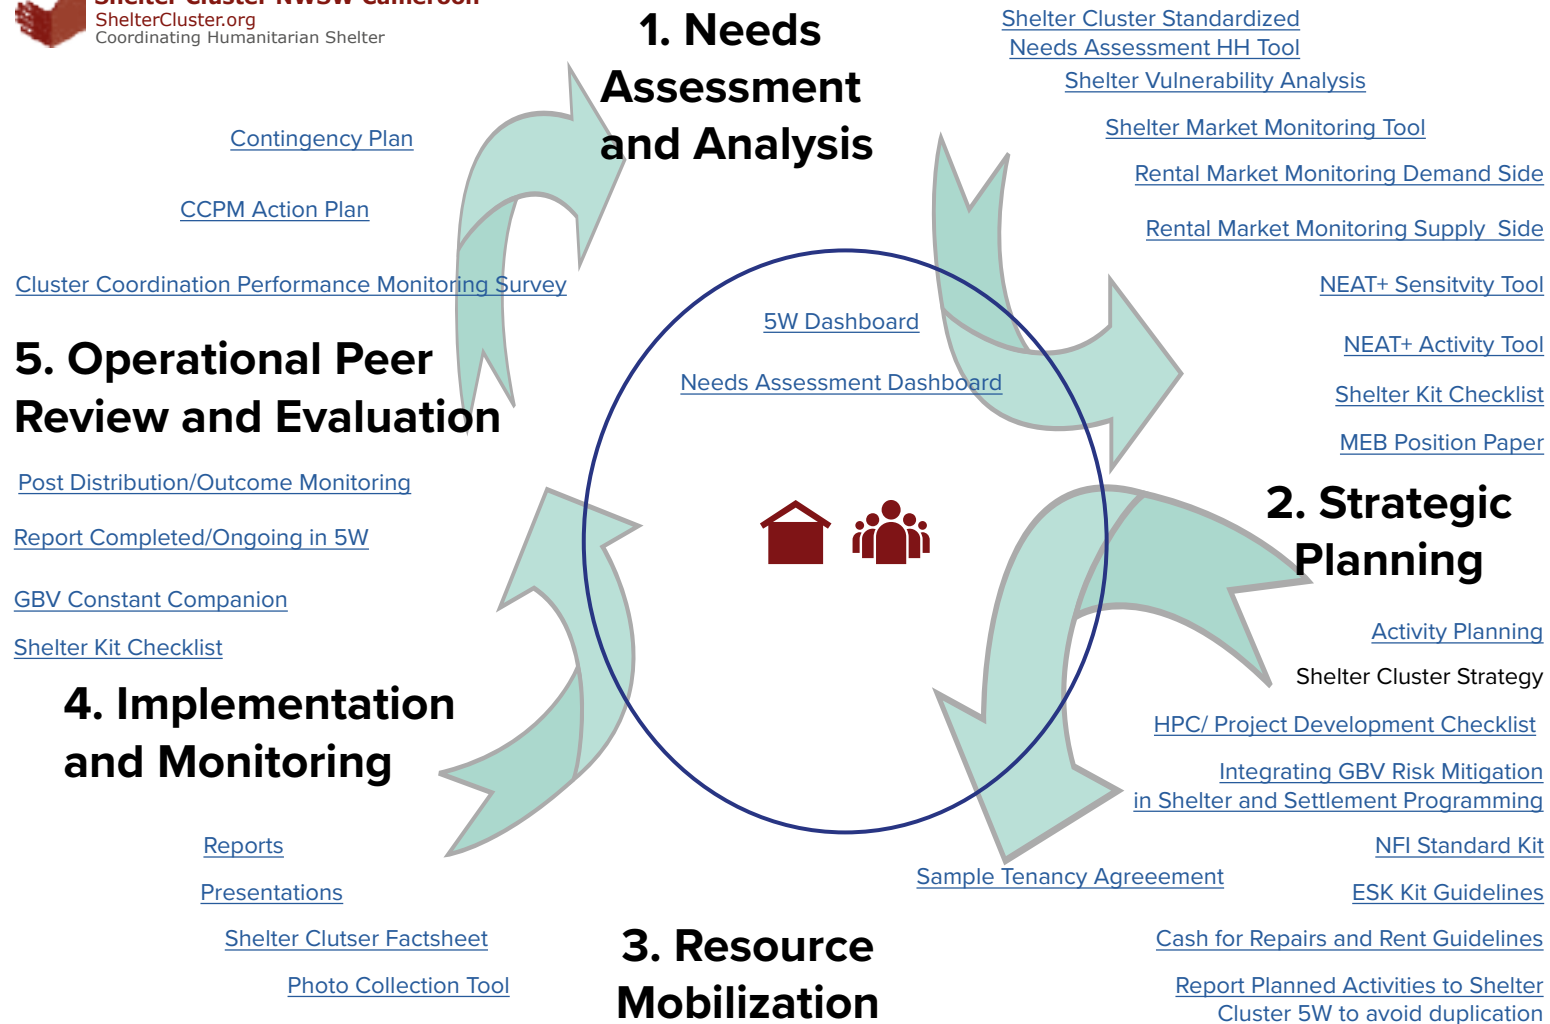 Shelter Cluster NWSW Cameroon
ShelterCluster.org
Coordinating Humanitarian Shelter
1. Needs
Assessment
and Analysis
Shelter Cluster Standardized
Needs Assessment HH Tool
Shelter Vulnerability Analysis
Shelter Market Monitoring Tool
Rental Market Monitoring Demand Side
Rental Market Monitoring Supply  Side
NEAT+ Sensitvity Tool
NEAT+ Activity Tool
Shelter Kit Checklist
MEB Position Paper
2. Strategic
Planning
Activity Planning
Shelter Cluster Strategy
HPC/ Project Development Checklist
Integrating GBV Risk Mitigation
in Shelter and Settlement Programming
NFI Standard Kit
ESK Kit Guidelines
Cash for Repairs and Rent Guidelines
Report Planned Activities to Shelter
Cluster 5W to avoid duplication
Sample Tenancy Agreeement
3. Resource
Mobilization
Reports
Presentations
Shelter Clutser Factsheet
Photo Collection Tool
4. Implementation
and Monitoring
Post Distribution/Outcome Monitoring
Report Completed/Ongoing in 5W
GBV Constant Companion
Shelter Kit Checklist
5. Operational Peer
Review and Evaluation
Contingency Plan
CCPM Action Plan
Cluster Coordination Performance Monitoring Survey
5W Dashboard
Needs Assessment Dashboard